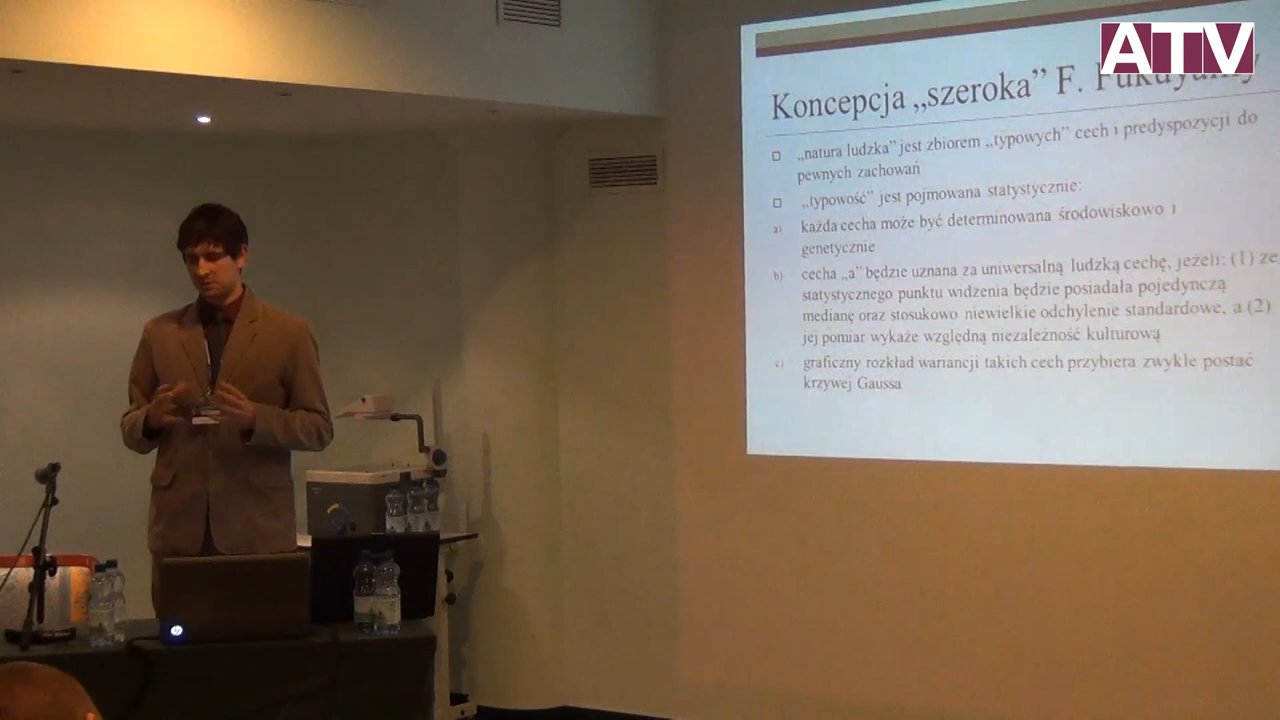 ATV
Koncepcja „szeroka” F. Fukuyamy
„natura ludzka” jest zbiorem „typowych” cech i predyspozycji do
pewnych zachowań
„typowość” jest pojmowana statystycznie:
a) każda cecha może być determinowana środowiskowo i
genetycznie
b) cecha „a” będzie uznana za uniwersalną ludzką cechę, jeżeli: (1) ze
statystycznego punktu widzenia będzie posiadała pojedynczą
medianę oraz stosukowo niewielkie odchylenie standardowe, a (2)
jej pomiar wykaże względną niezależność kulturową
c) graficzny rozkład wariancji takich cech przybiera zwykle postać
krzywej Gaussa
hp